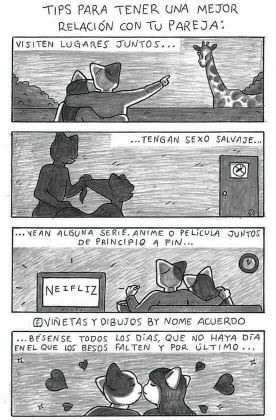 TIPS PARA TENER UNA MEJOR
RELACIÓN CON TU PAREJA:
VISITEN LUGARES JUNTOS...
...TENGAN SEXO SALVAJE...
...VEAN ALGUNA SERIE, ANIME O PELÍCULA JUNTOS
DE PRINCIPIO A FIN...
NEIFLIZ
©VIÑETAS Y DIBUJOS BY NOME ACUERDO
...BÉSENSE TODOS LOS DÍAS, QUE NO HAYA DÍA
EN EL QUE LOS BESOS FALTEN Y POR ÚLTIMO...